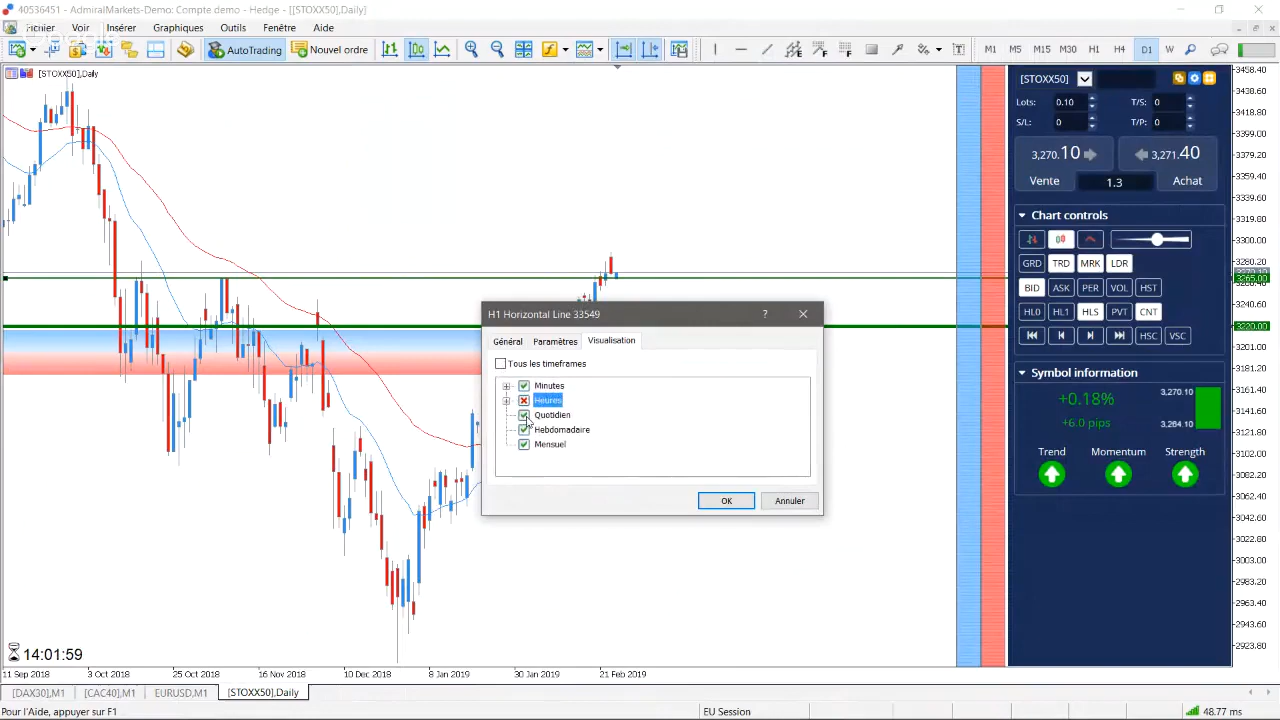 40536451 - AdmiralMarkets-Demo: Compte demo - Hedge - [[STOXX50],Daily]
Fichier Voir Insérer Graphiques Outils Fenêtre Aide
AutoTrading Nouvel ordre M1 M5 M15 M30 H1 H4 D1 W
[STOXX50],Daily
3458.40
3438.60
3399.00
3379.20
3359.40
3339.60
3319.80
3300.00
3280.20
3265.00
3240.60
3220.00
3201.00
3181.20
3161.40
3141.60
3121.80
3102.00
3082.20
3062.40
3042.60
3022.80
3003.00
2983.20
2963.40
2943.60
2923.80
[STOXX50]
Lots: 0.10 T/S: 0
S/L: 0 T/P: 0
3,270.10 3,271.40
Vente 1.3 Achat
Chart controls
GRD TRD MRK LDR
BID ASK PER VOL HST
HL0 HL1 HLS PVT CNT
HSC VSC
Symbol information
+0.18% 3,270.10
+6.0 pips 3,264.10
Trend Momentum Strength
H1 Horizontal Line 33549 ?
Général Paramètres Visualisation
Tous les timeframes
Minutes
Heures
Quotidien
Hebdomadaire
Mensuel
OK Annuler
14:01:59
11 Sep 2018 3 Oct 2018 25 Oct 2018 16 Nov 2018 10 Dec 2018 8 Jan 2019 30 Jan 2019 21 Feb 2019
[DAX30],M1 [CAC40],M1 EURUSD,M1 [STOXX50],Daily
Pour l'Aide, appuyer sur F1 EU Session 48.77 ms